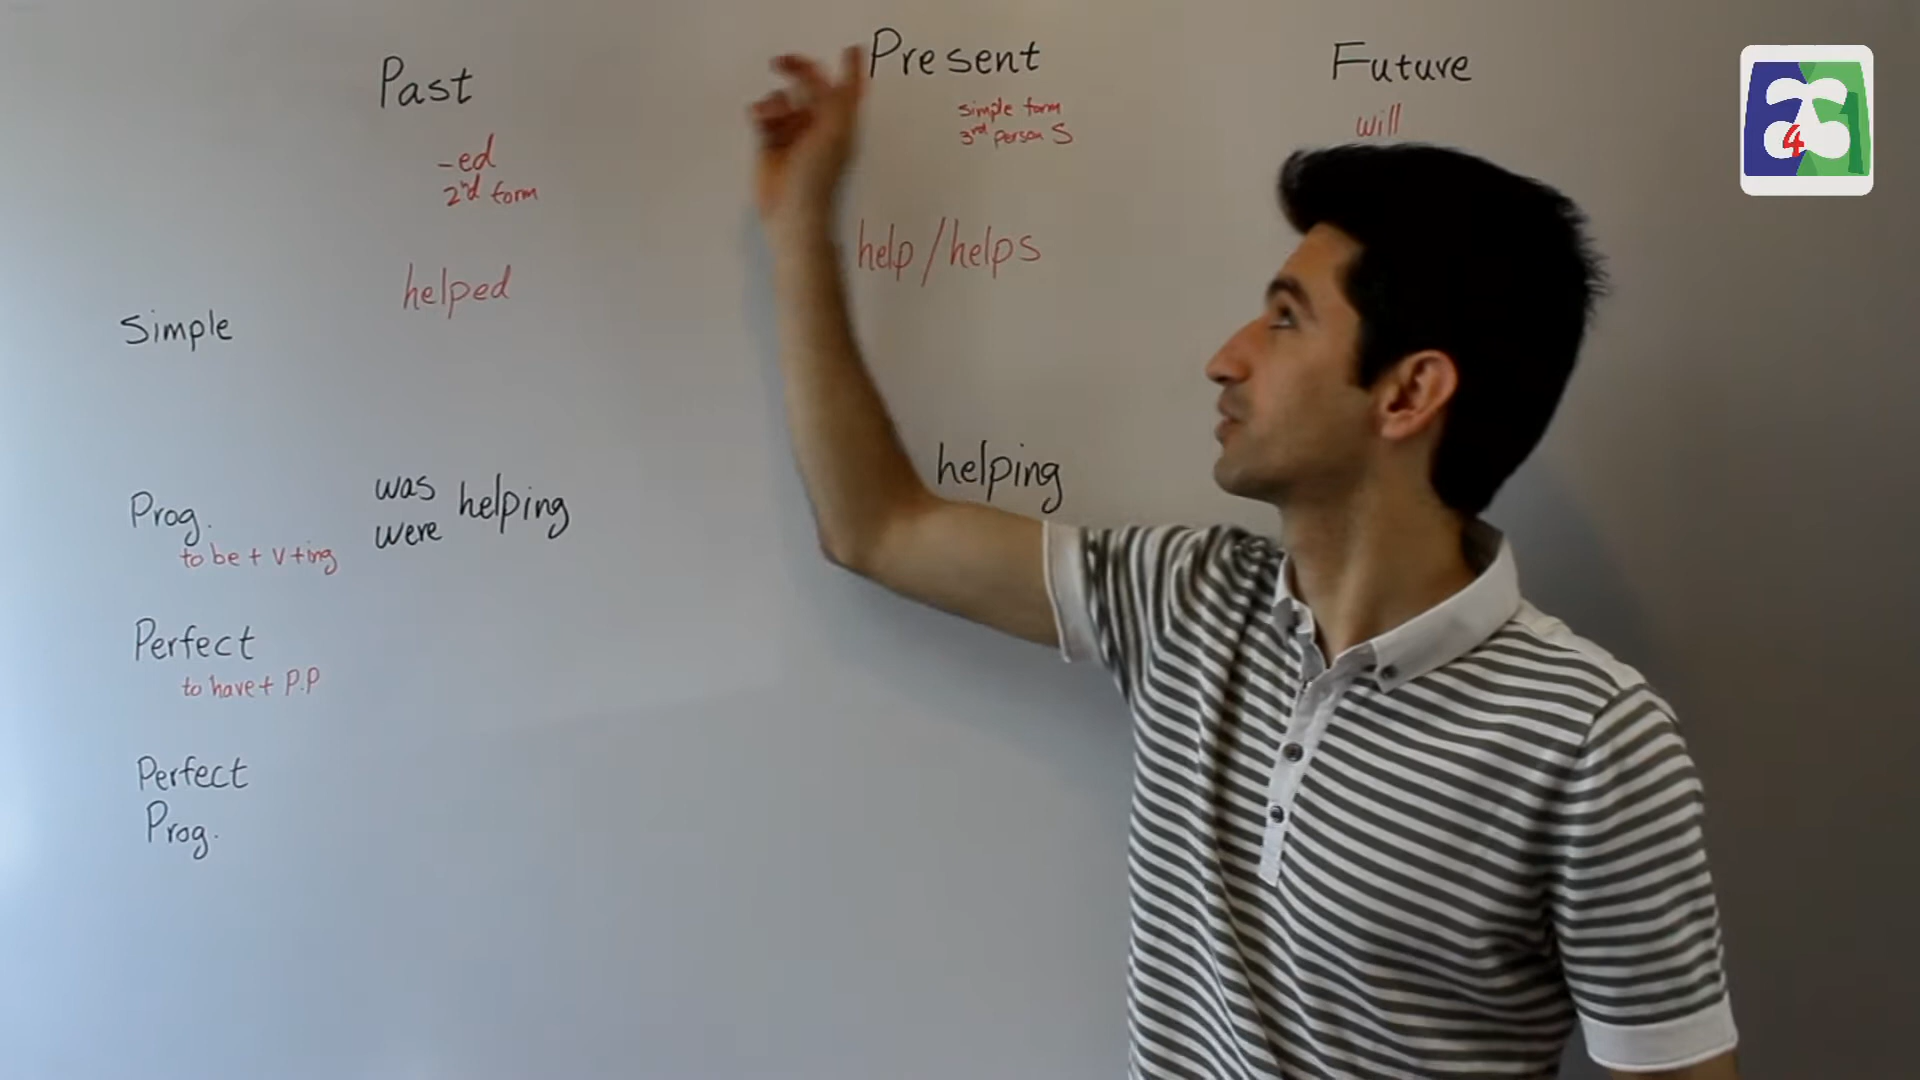 Past
Present
Future
-ed
2nd form
simple form
3rd person S
will
helped
help/helps
Simple
Prog.
to be + v + ing
was
were
helping
helping
Perfect
to have + P.P
Perfect
Prog.
4